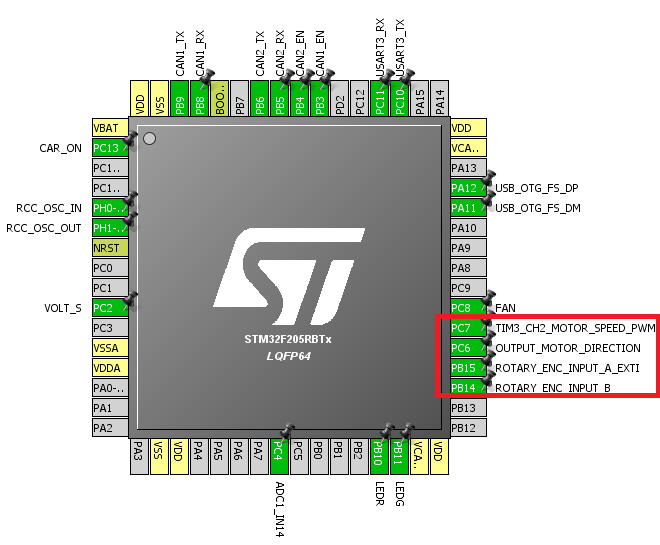 CAN1_TX
CAN1_RX
CAN2_TX
CAN2_RX
CAN2_EN
CAN1_EN
USART3_RX
USART3_TX
VDD
VSS
PB9
PB8
BOO..
PB7
PB6
PB5
PB4
PB3
PD2
PC12
PC11
PC10
PA15
PA14
VBAT
CAR_ON PC13
PC1..
PC1..
RCC_OSC_IN PH0-..
RCC_OSC_OUT PH1-..
NRST
PC0
PC1
VOLT_S PC2
PC3
VSSA
VDDA
PA0-..
PA1
PA2
ST
STM32F205RBTx
LQFP64
VDD
VCA..
PA13
PA12 USB_OTG_FS_DP
PA11 USB_OTG_FS_DM
PA10
PA9
PA8
PC9
PC8 FAN
PC7 TIM3_CH2_MOTOR_SPEED_PWM
PC6 OUTPUT_MOTOR_DIRECTION
PB15 ROTARY_ENC_INPUT_A_EXTI
PB14 ROTARY_ENC_INPUT_B
PB13
PB12
PA3
VSS
VDD
PA4
PA5
PA6
PA7
PC4
PC5
PB0
PB1
PB2
PB10
PB11
VCA..
VDD
ADC1_IN14
LEDR
LEDG